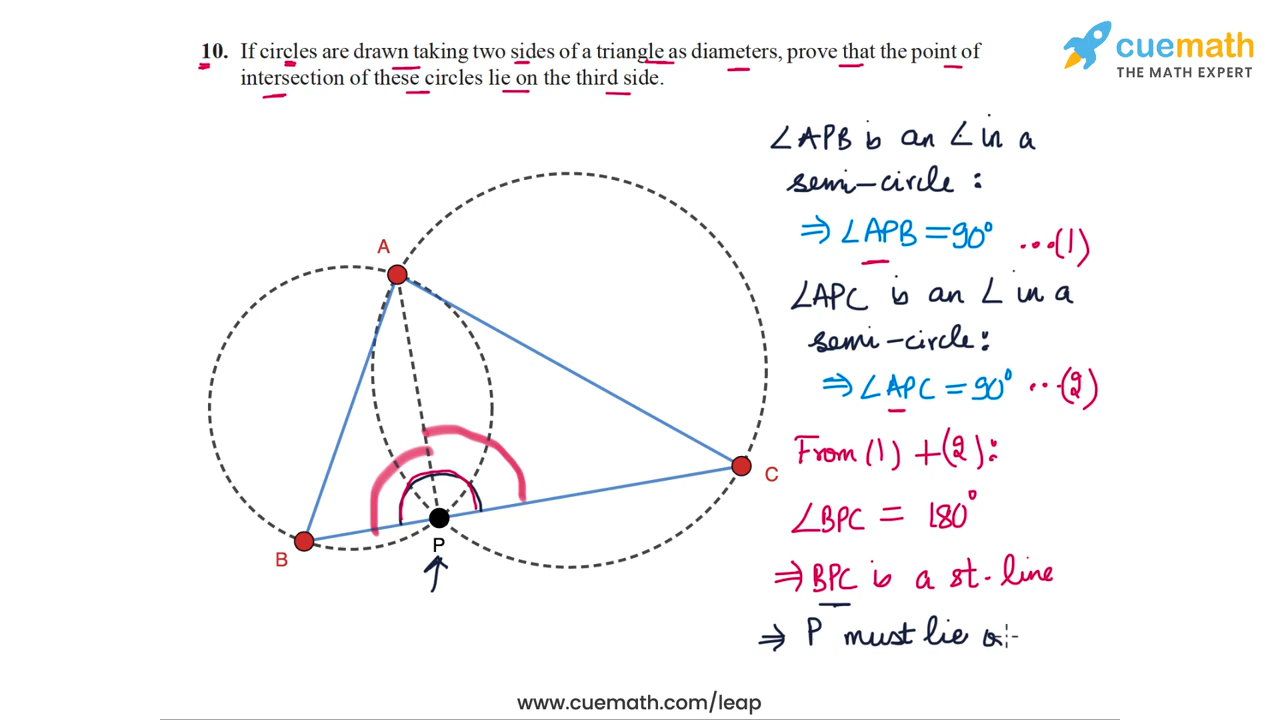 10. If circles are drawn taking two sides of a triangle as diameters, prove that the point of
intersection of these circles lie on the third side.
cuemath
THE MATH EXPERT
∠APB is an ∠ in a
semi-circle :
⇒ ∠APB = 90° ...(1)
∠APC is an ∠ in a
semi-circle:
⇒ ∠APC = 90° ...(2)
From (1) + (2):
∠BPC = 180°
⇒ BPC is a st. line
⇒ P must lie
A
B
P
C
www.cuemath.com/leap